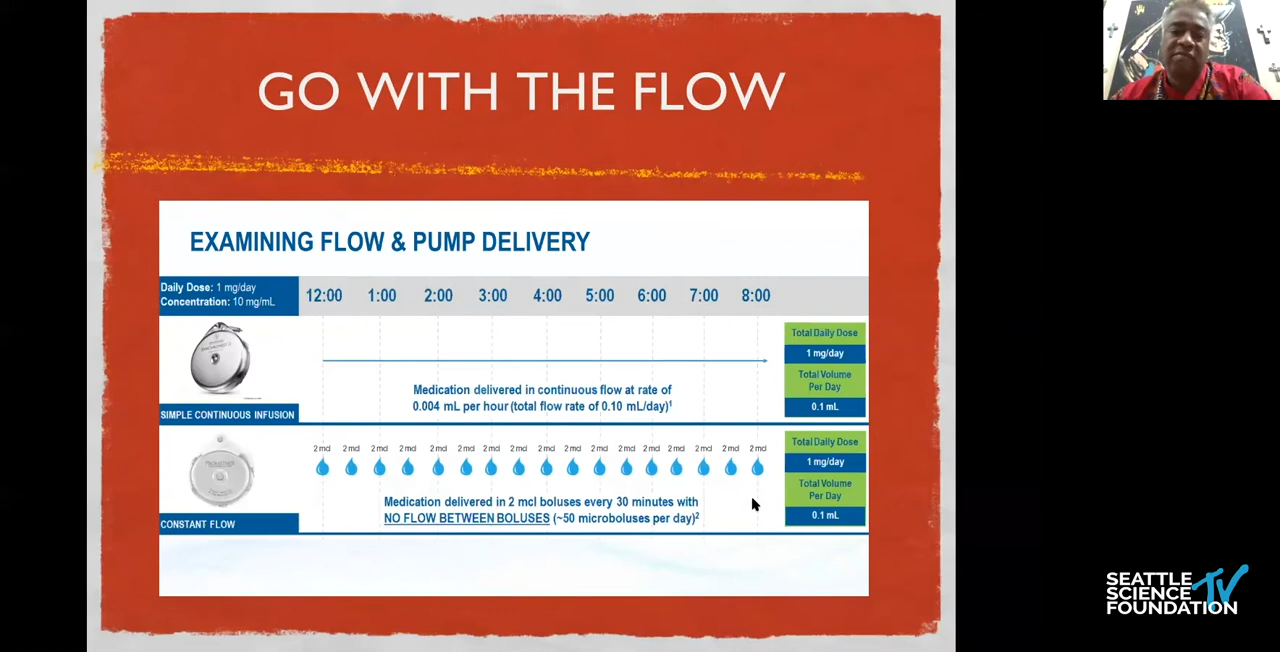 GO WITH THE FLOW
EXAMINING FLOW & PUMP DELIVERY
Daily Dose: 1 mg/day
Concentration: 10 mg/mL
12:00 1:00 2:00 3:00 4:00 5:00 6:00 7:00 8:00
Medication delivered in continuous flow at rate of
0.004 mL per hour (total flow rate of 0.10 mL/day)¹
SIMPLE CONTINUOUS INFUSION
Total Daily Dose
1 mg/day
Total Volume
Per Day
0.1 mL
2 mcl 2 mcl 2 mcl 2 mcl 2 mcl 2 mcl 2 mcl 2 mcl 2 mcl 2 mcl 2 mcl 2 mcl 2 mcl 2 mcl 2 mcl 2 mcl 2 mcl
Medication delivered in 2 mcl boluses every 30 minutes with
NO FLOW BETWEEN BOLUSES (~50 microboluses per day)²
CONSTANT FLOW
Total Daily Dose
1 mg/day
Total Volume
Per Day
0.1 mL
SEATTLE
SCIENCE TV
FOUNDATION